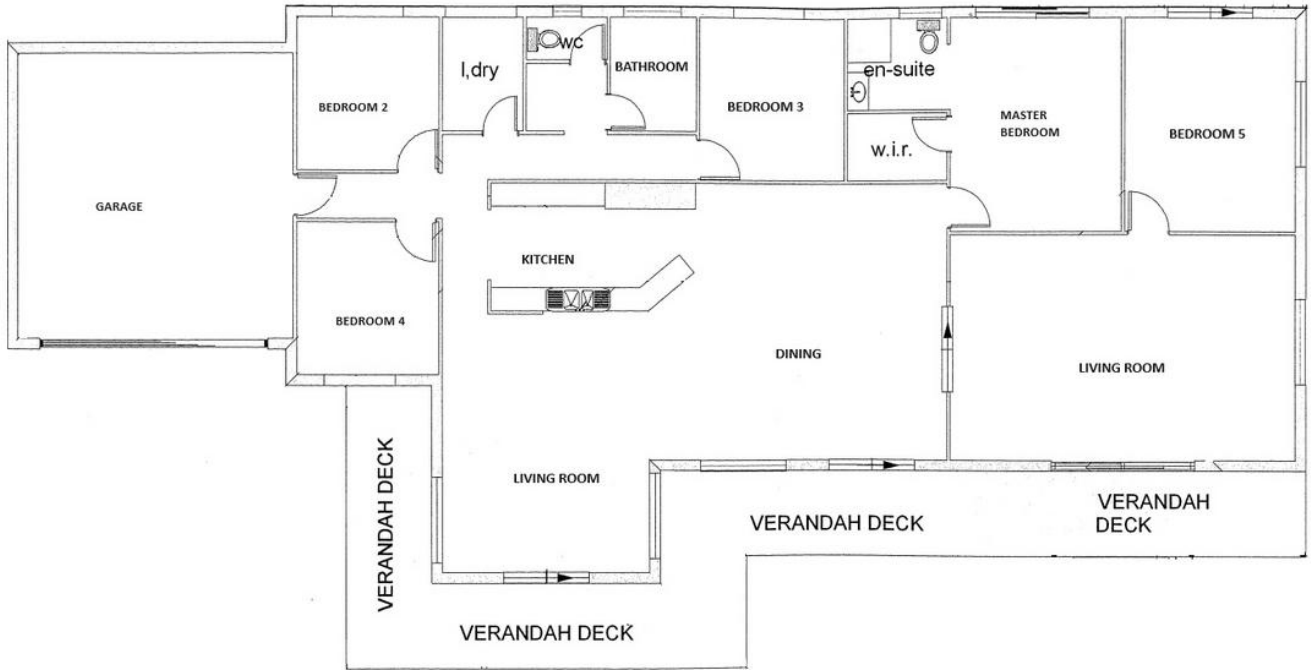 wc
l,dry
BATHROOM
en-suite
BEDROOM 2
BEDROOM 3
MASTER
BEDROOM
BEDROOM 5
w.i.r.
GARAGE
KITCHEN
BEDROOM 4
DINING
LIVING ROOM
LIVING ROOM
VERANDAH DECK
VERANDAH DECK
VERANDAH
DECK
VERANDAH DECK